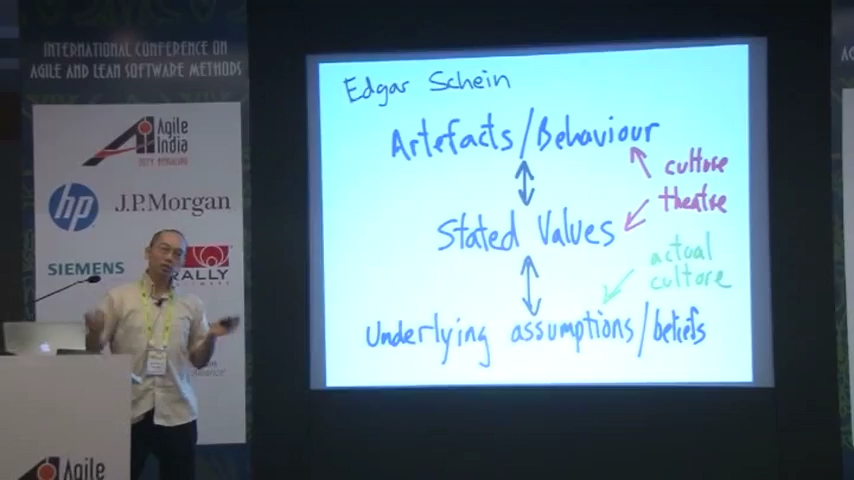 INTERNATIONAL CONFERENCE ON
AGILE AND LEAN SOFTWARE METHODS
Agile
India
hp
J.P.Morgan
SIEMENS
RALLY
Edgar Schein
Artefacts/Behaviour
culture
theatre
Stated Values
actual
culture
Underlying assumptions/beliefs
Agile